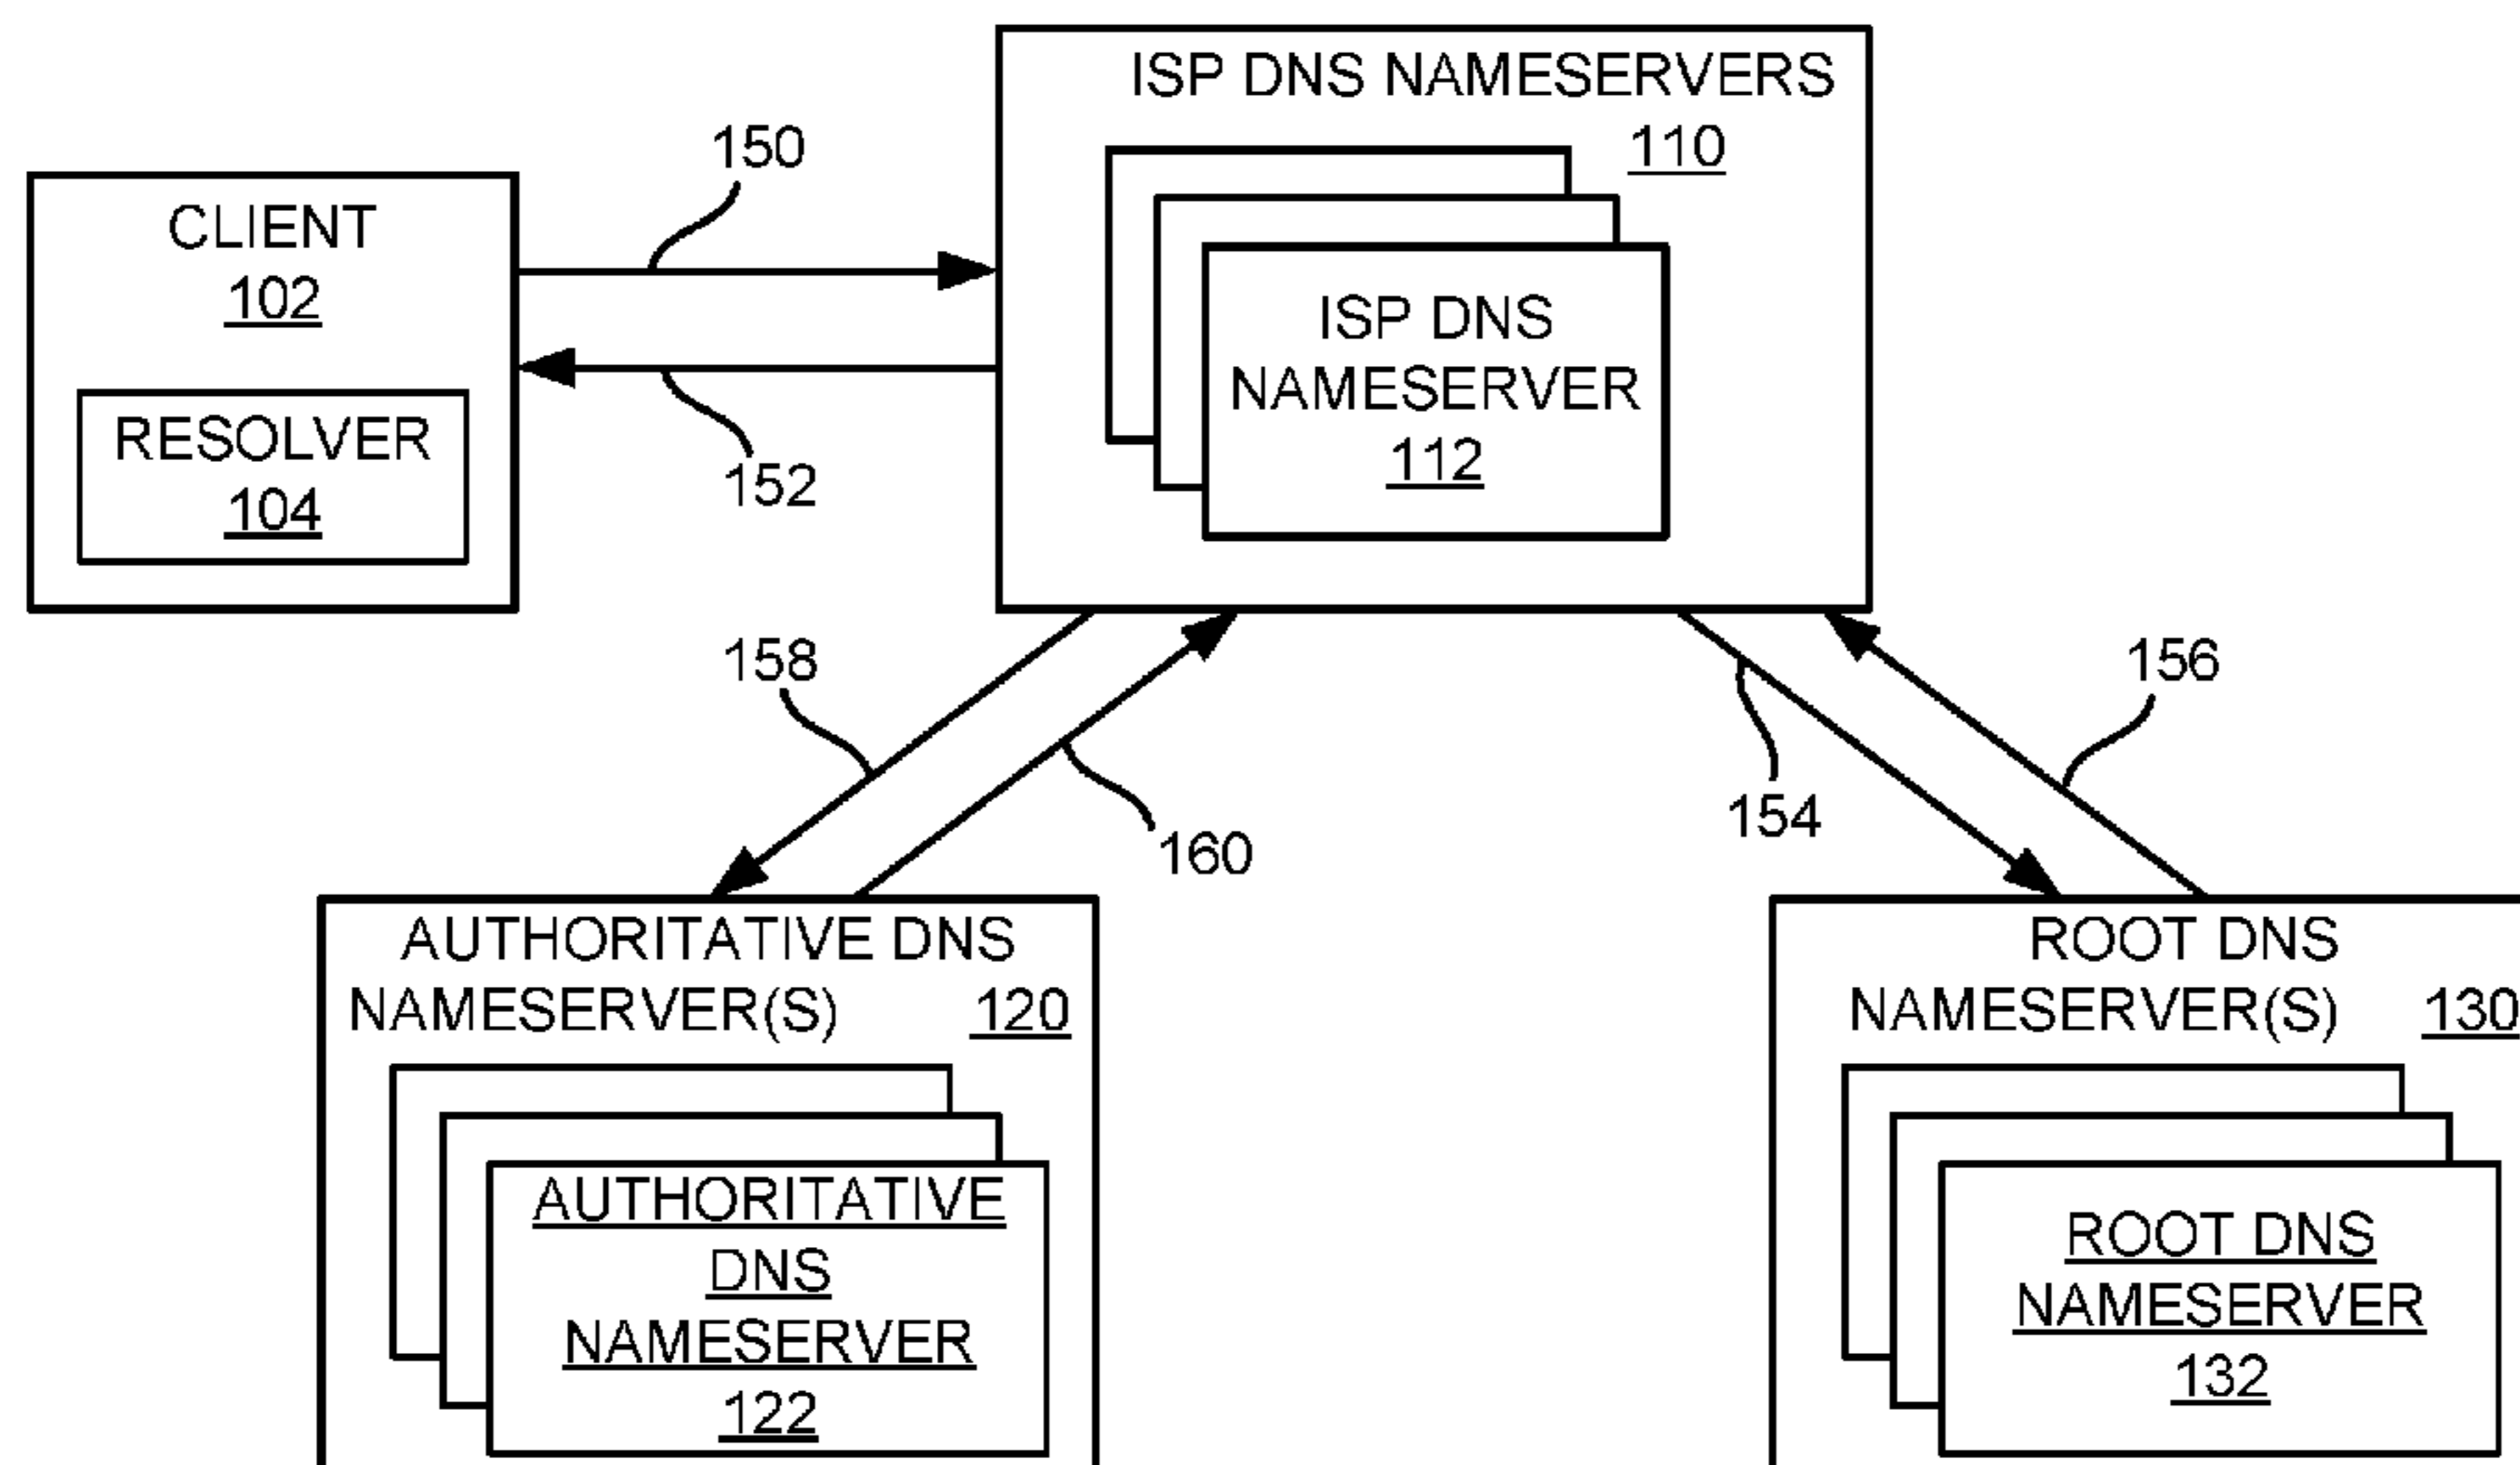 ISP DNS NAMESERVERS
110
150
CLIENT
102
RESOLVER
104
152
ISP DNS
NAMESERVER
112
158
160
154
156
AUTHORITATIVE DNS
NAMESERVER(S) 120
AUTHORITATIVE
DNS
NAMESERVER
122
ROOT DNS
NAMESERVER(S) 130
ROOT DNS
NAMESERVER
132